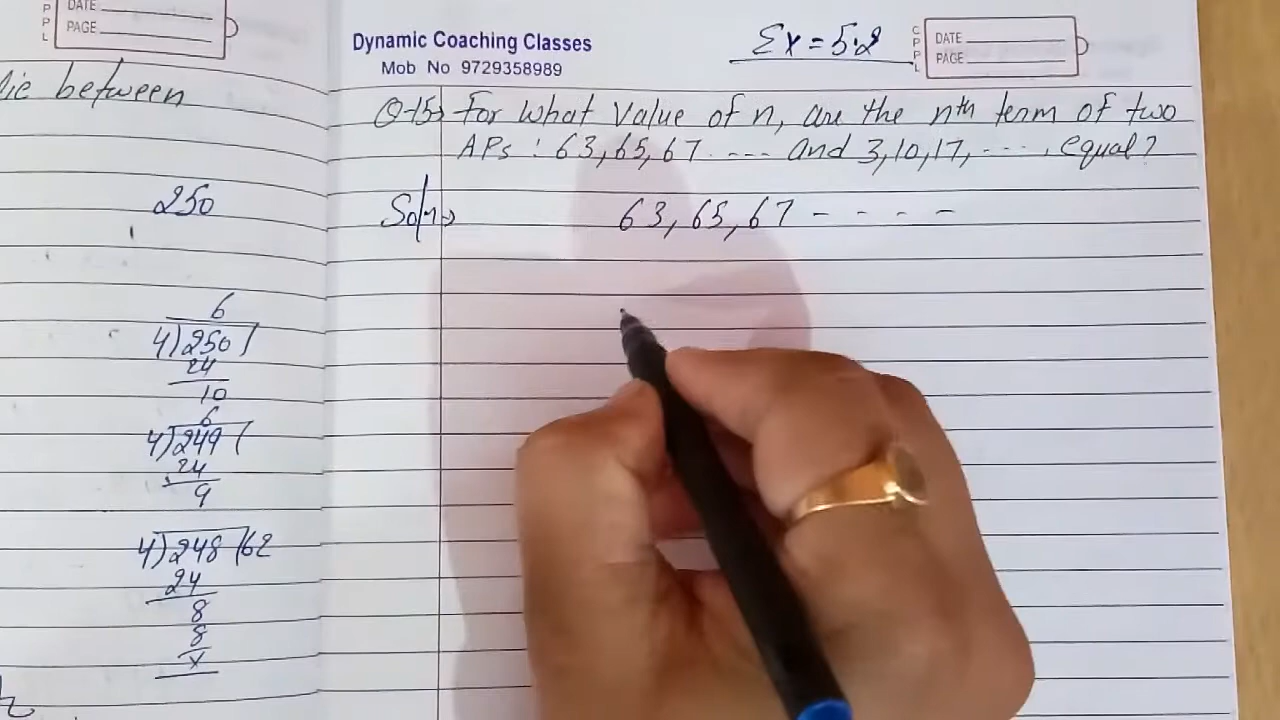 P
P
L
DATE
PAGE
lie between
250
6
4)250(
24
10
6
4)249(
24
9
4)248(62
24
8
8
x
Dynamic Coaching Classes
Mob No 9729358989
Ex = 5.2
C
P
P
L
DATE
PAGE
Q-15→ For what value of n, are the nth term of two
APs : 63, 65, 67 ---- and 3, 10, 17, ----, equal?
Soln→ 63, 65, 67 - - - -